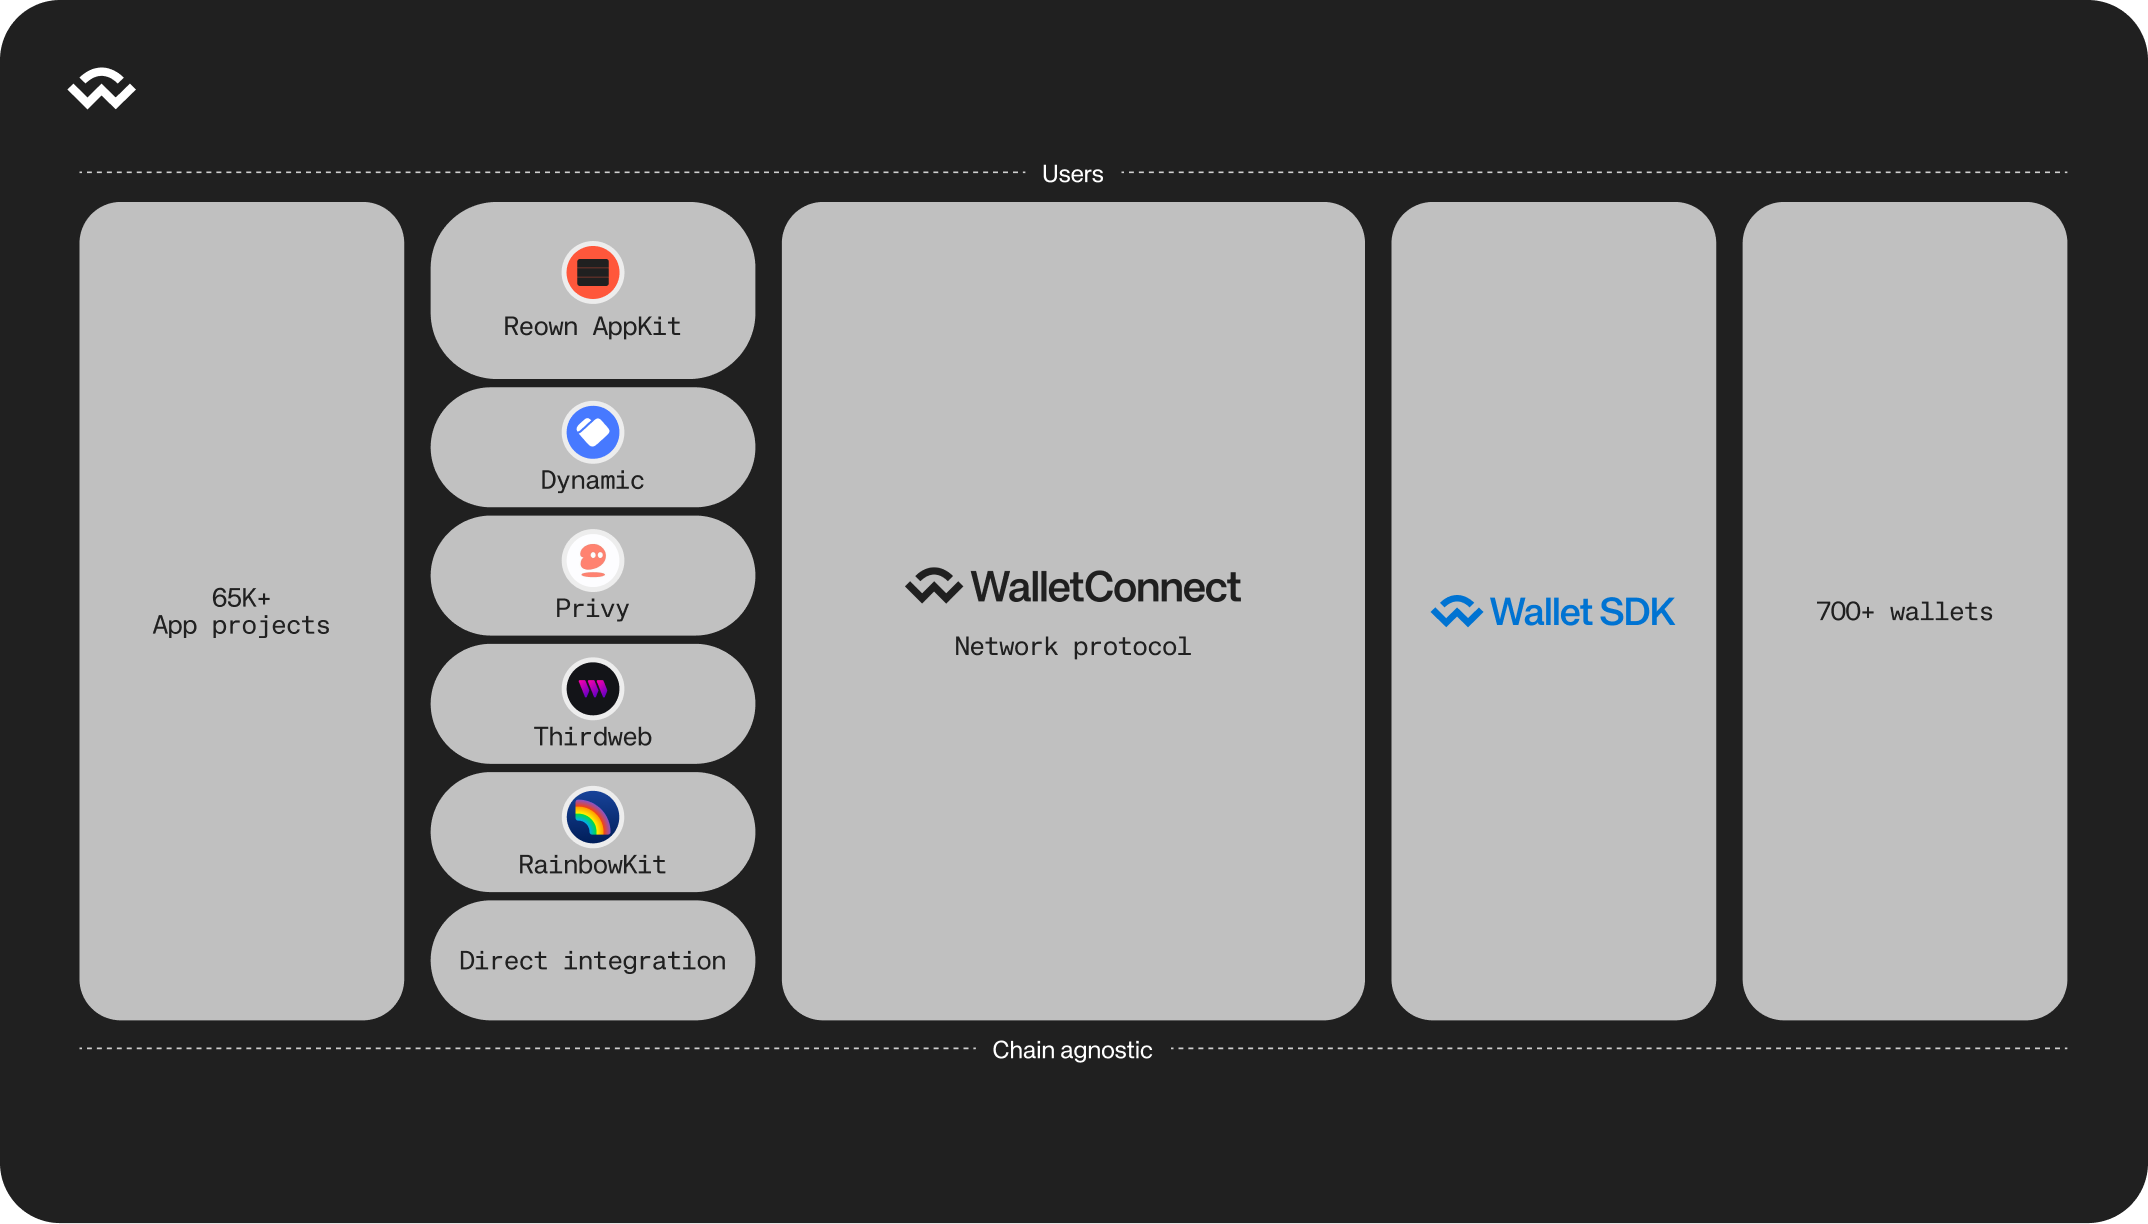 Users
65K+
App projects
Reown AppKit
Dynamic
Privy
Thirdweb
RainbowKit
Direct integration
WalletConnect
Network protocol
Wallet SDK
700+ wallets
Chain agnostic